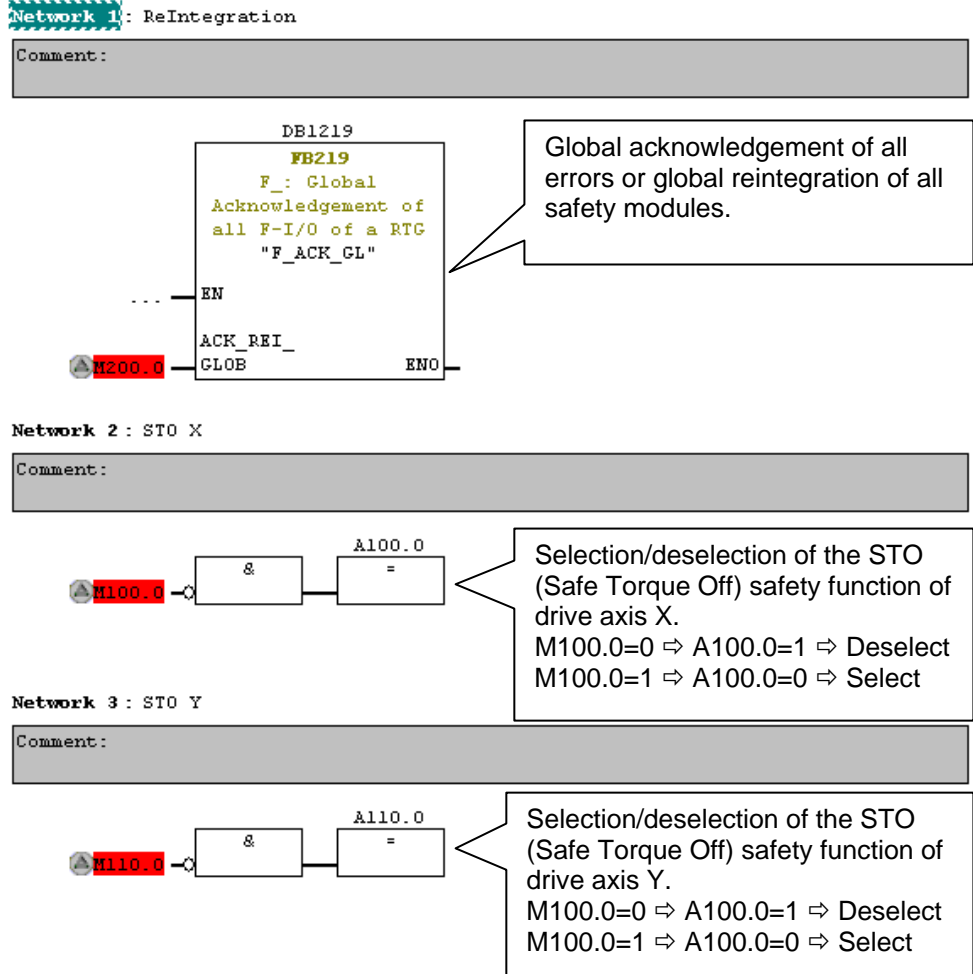 Network 1: ReIntegration
Comment:
DB1219
FB219
F_: Global
Acknowledgement of
all F-I/O of a RTG
"F_ACK_GL"
... EN
ACK_REI_
M200.0 GLOB ENO
Global acknowledgement of all
errors or global reintegration of all
safety modules.
Network 2: STO X
Comment:
A100.0
& =
M100.0
Selection/deselection of the STO
(Safe Torque Off) safety function of
drive axis X.
M100.0=0 ⇨ A100.0=1 ⇨ Deselect
M100.0=1 ⇨ A100.0=0 ⇨ Select
Network 3: STO Y
Comment:
A110.0
& =
M110.0
Selection/deselection of the STO
(Safe Torque Off) safety function of
drive axis Y.
M100.0=0 ⇨ A100.0=1 ⇨ Deselect
M100.0=1 ⇨ A100.0=0 ⇨ Select